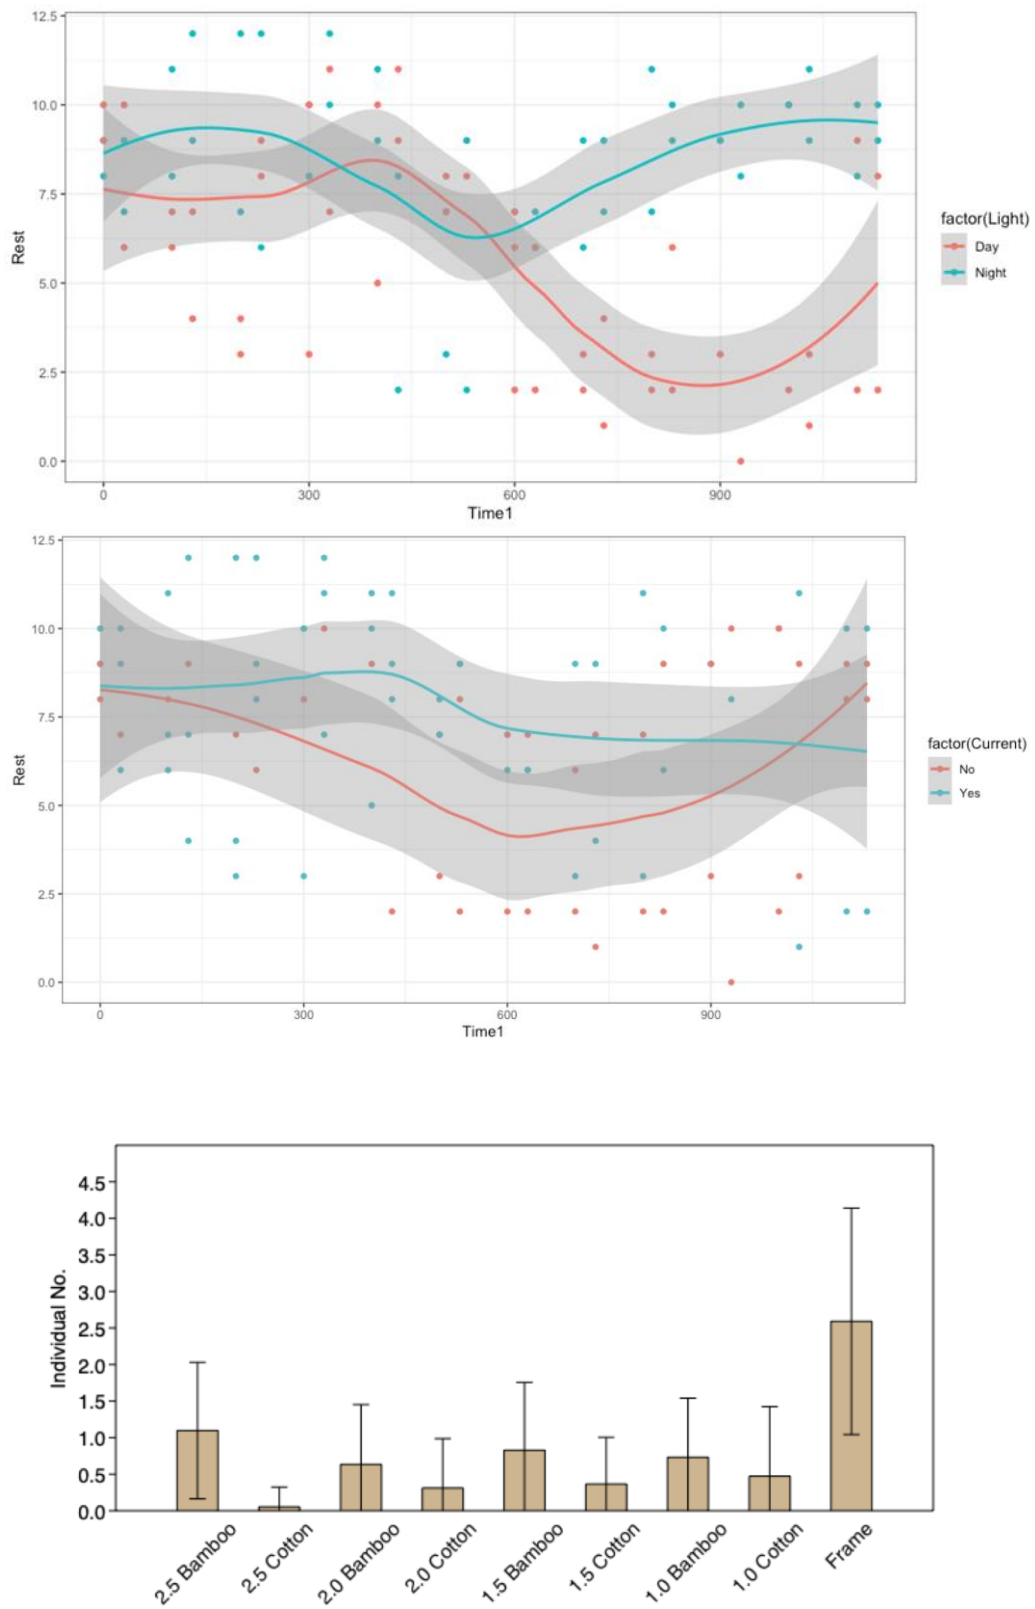 12.5
10.0
7.5
5.0
2.5
0.0
Rest
0 300 600 900
Time1
factor(Light)
Day
Night
12.5
10.0
7.5
5.0
2.5
0.0
Rest
0 300 600 900
Time1
factor(Current)
No
Yes
4.5
4.0
3.5
3.0
2.5
2.0
1.5
1.0
0.5
0.0
Individual No.
2.5 Bamboo
2.5 Cotton
2.0 Bamboo
2.0 Cotton
1.5 Bamboo
1.5 Cotton
1.0 Bamboo
1.0 Cotton
Frame